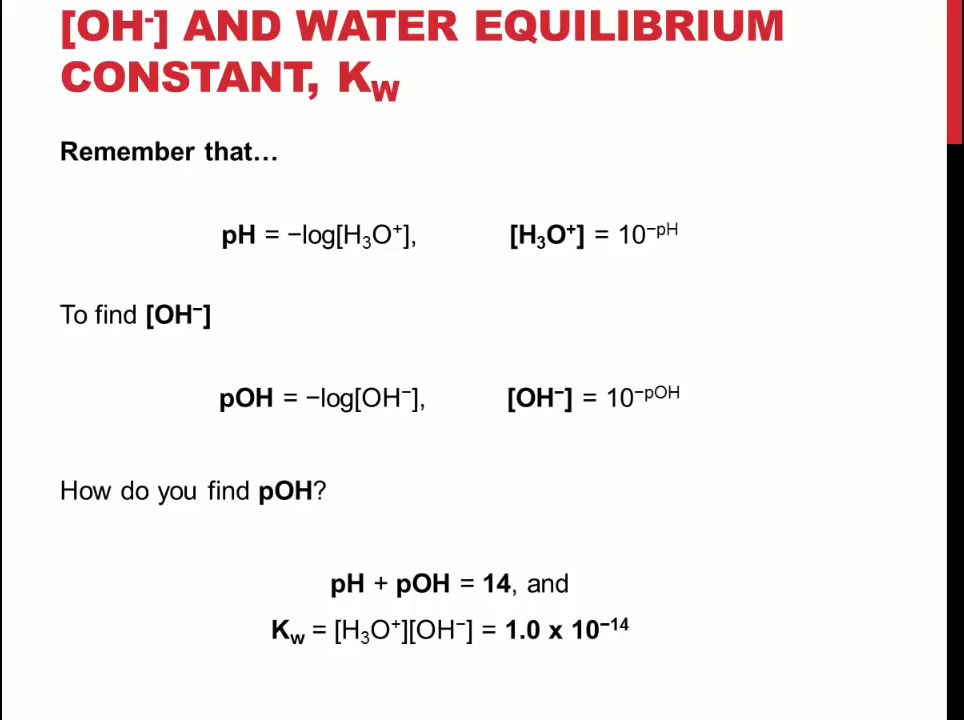 [OH⁻] AND WATER EQUILIBRIUM
CONSTANT, Kw
Remember that…
pH = −log[H₃O⁺], [H₃O⁺] = 10⁻ᵖᴴ
To find [OH⁻]
pOH = −log[OH⁻], [OH⁻] = 10⁻ᵖᴼᴴ
How do you find pOH?
pH + pOH = 14, and
Kw = [H₃O⁺][OH⁻] = 1.0 x 10⁻¹⁴